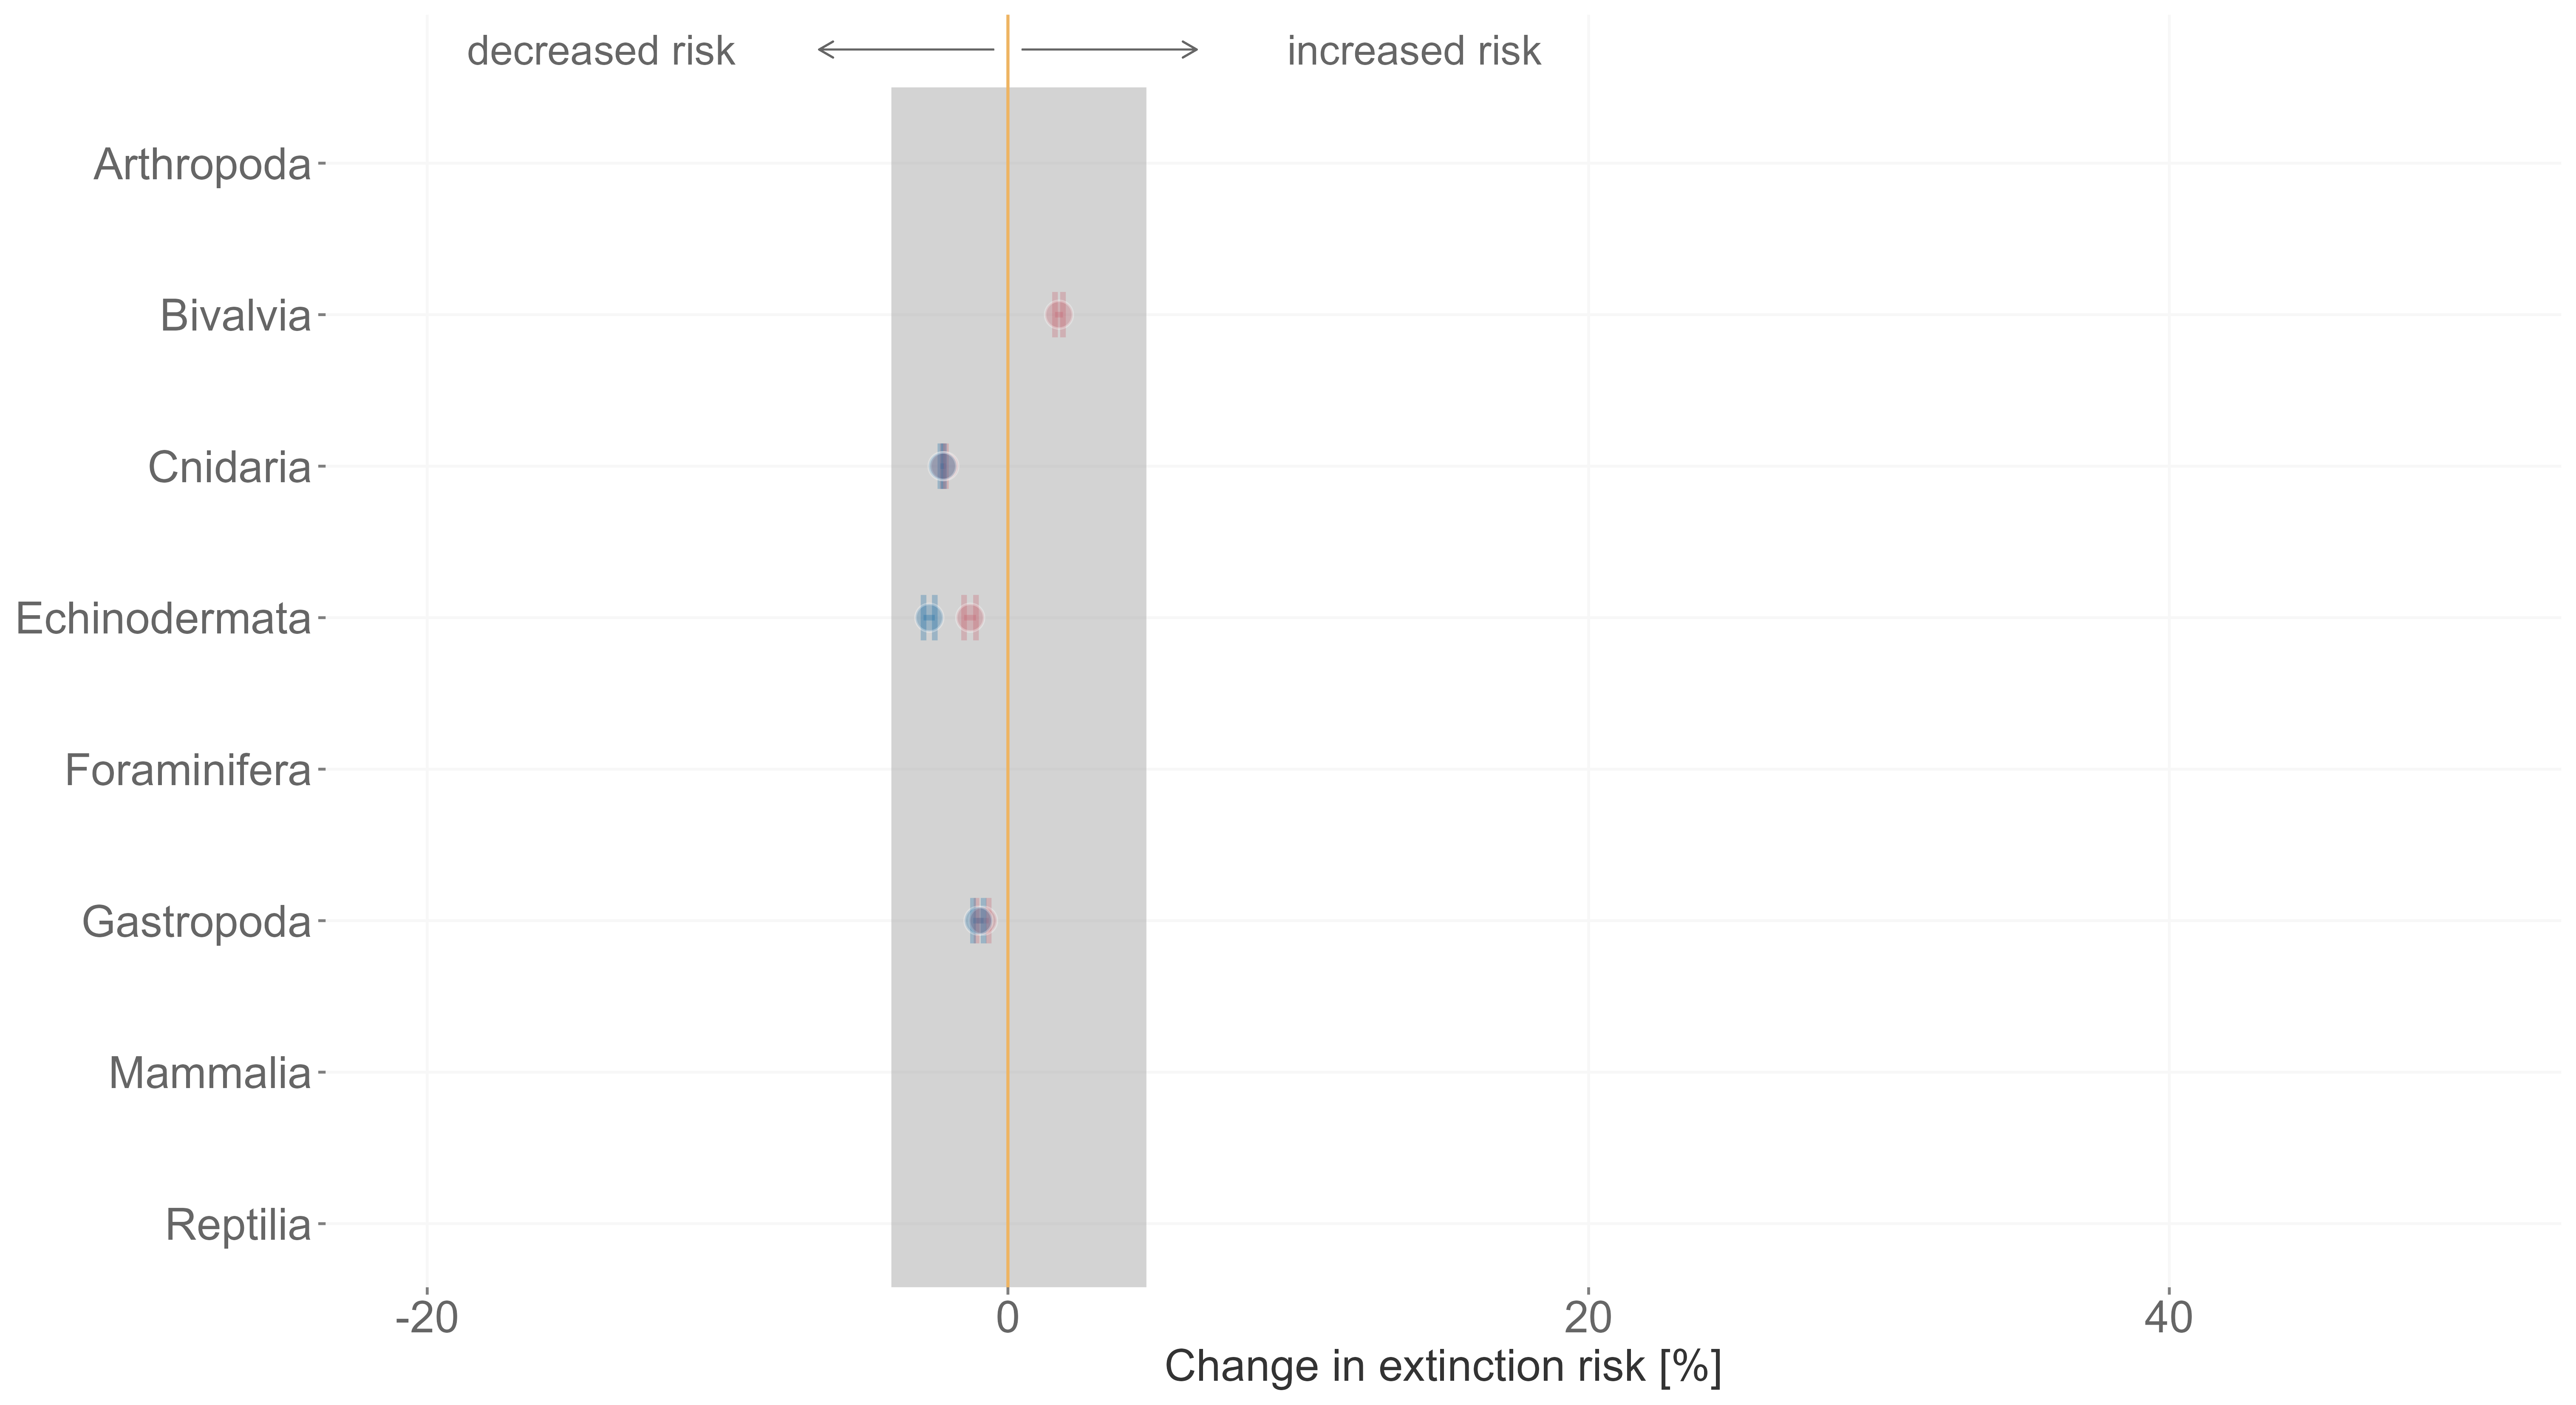 decreased risk
increased risk
Arthropoda
Bivalvia
Cnidaria
Echinodermata
Foraminifera
Gastropoda
Mammalia
Reptilia
-20
0
20
40
Change in extinction risk [%]